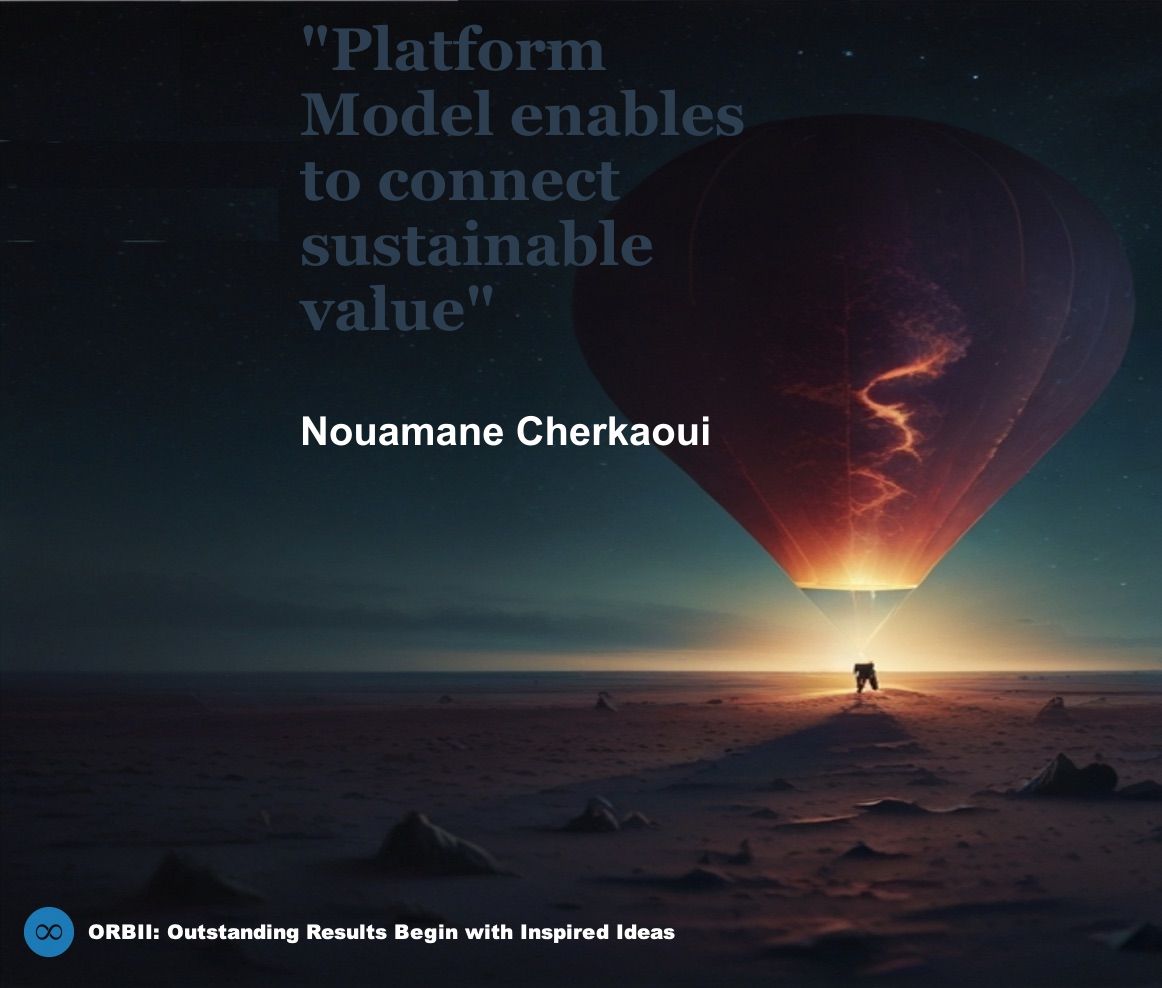 "Platform
Model enables
to connect
sustainable
value"
Nouamane Cherkaoui
ORBII: Outstanding Results Begin with Inspired Ideas